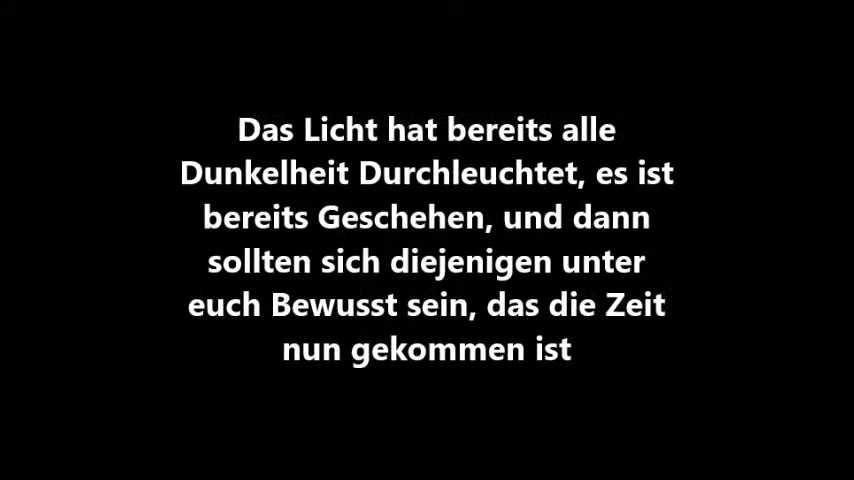 Das Licht hat bereits alle
Dunkelheit Durchleuchtet, es ist
bereits Geschehen, und dann
sollten sich diejenigen unter
euch Bewusst sein, das die Zeit
nun gekommen ist